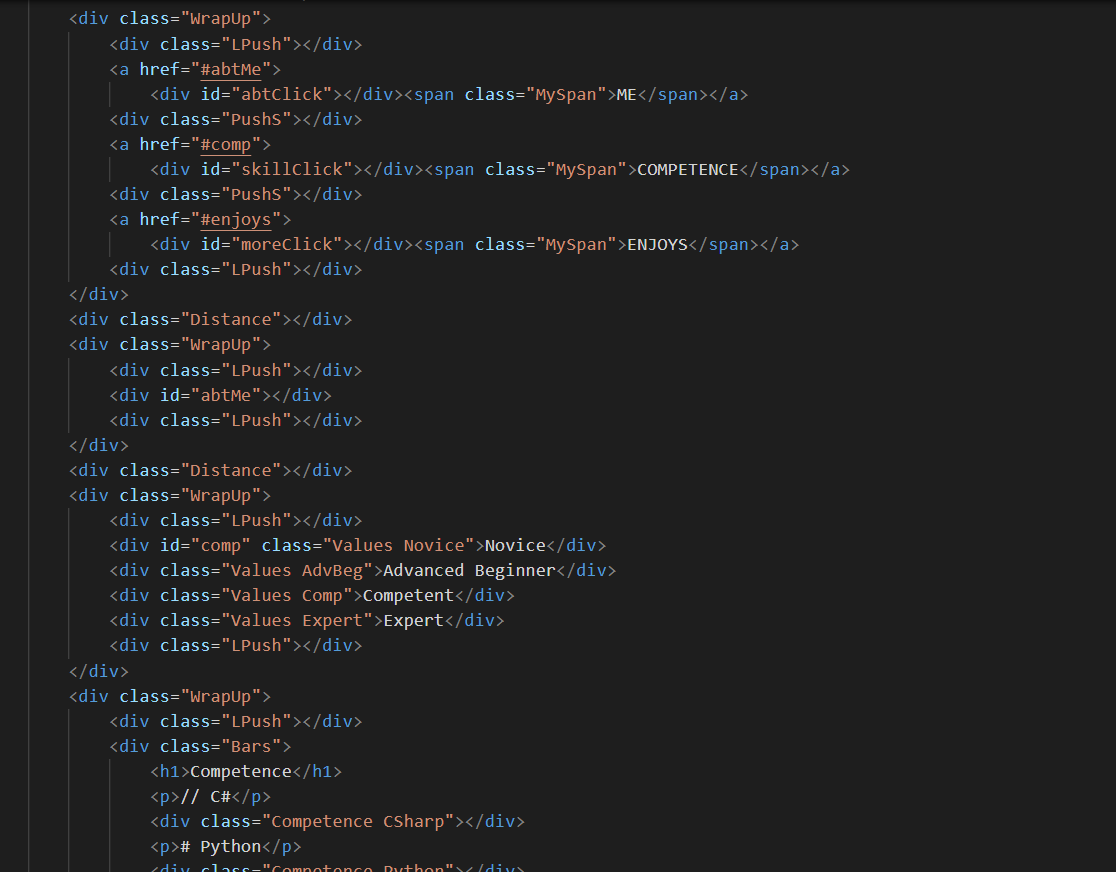 <div class="WrapUp">
<div class="LPush"></div>
<a href="#abtMe">
<div id="abtClick"></div><span class="MySpan">ME</span></a>
<div class="PushS"></div>
<a href="#comp">
<div id="skillClick"></div><span class="MySpan">COMPETENCE</span></a>
<div class="PushS"></div>
<a href="#enjoys">
<div id="moreClick"></div><span class="MySpan">ENJOYS</span></a>
<div class="LPush"></div>
</div>
<div class="Distance"></div>
<div class="WrapUp">
<div class="LPush"></div>
<div id="abtMe"></div>
<div class="LPush"></div>
</div>
<div class="Distance"></div>
<div class="WrapUp">
<div class="LPush"></div>
<div id="comp" class="Values Novice">Novice</div>
<div class="Values AdvBeg">Advanced Beginner</div>
<div class="Values Comp">Competent</div>
<div class="Values Expert">Expert</div>
<div class="LPush"></div>
</div>
<div class="WrapUp">
<div class="LPush"></div>
<div class="Bars">
<h1>Competence</h1>
<p>// C#</p>
<div class="Competence CSharp"></div>
<p># Python</p>
<div class="Competence Python"></div>